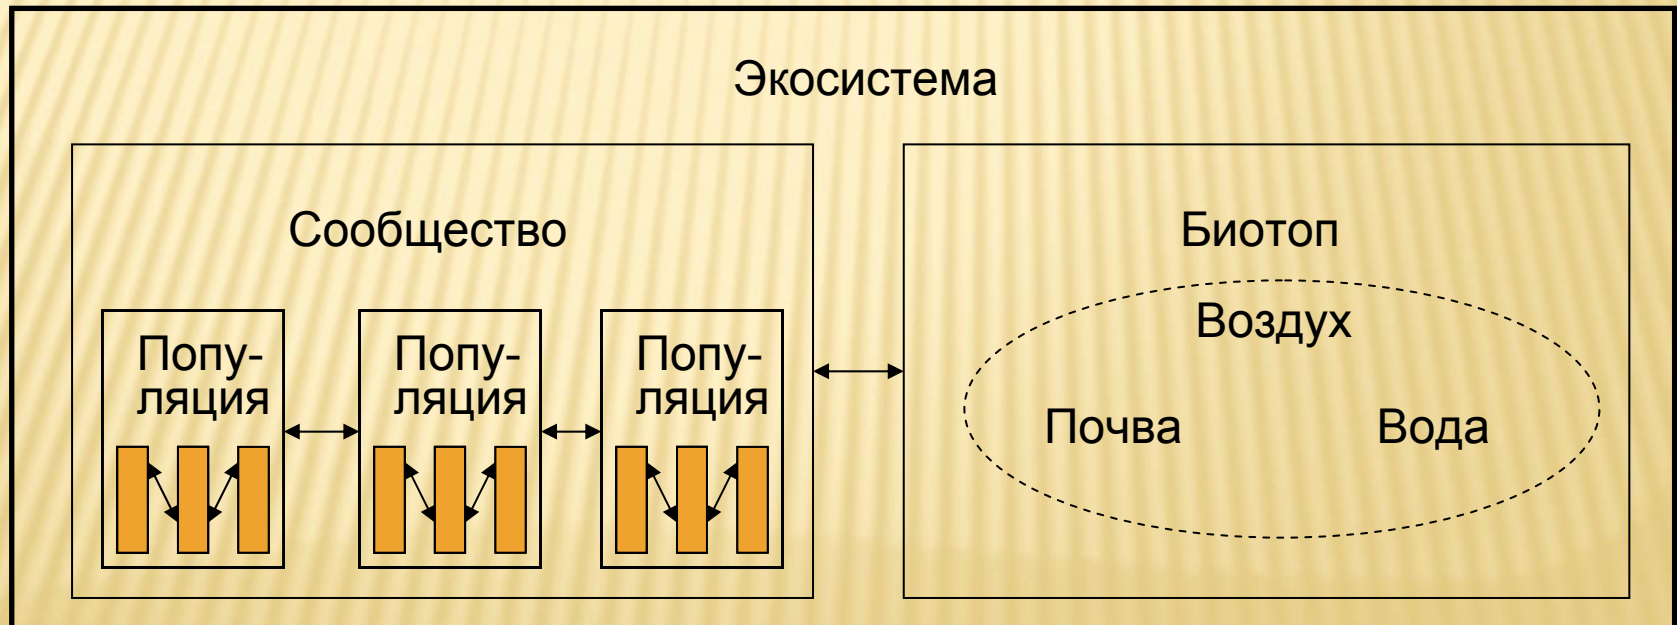 Экосистема
Сообщество
Попу-
ляция
Попу-
ляция
Попу-
ляция
Биотоп
Воздух
Почва Вода